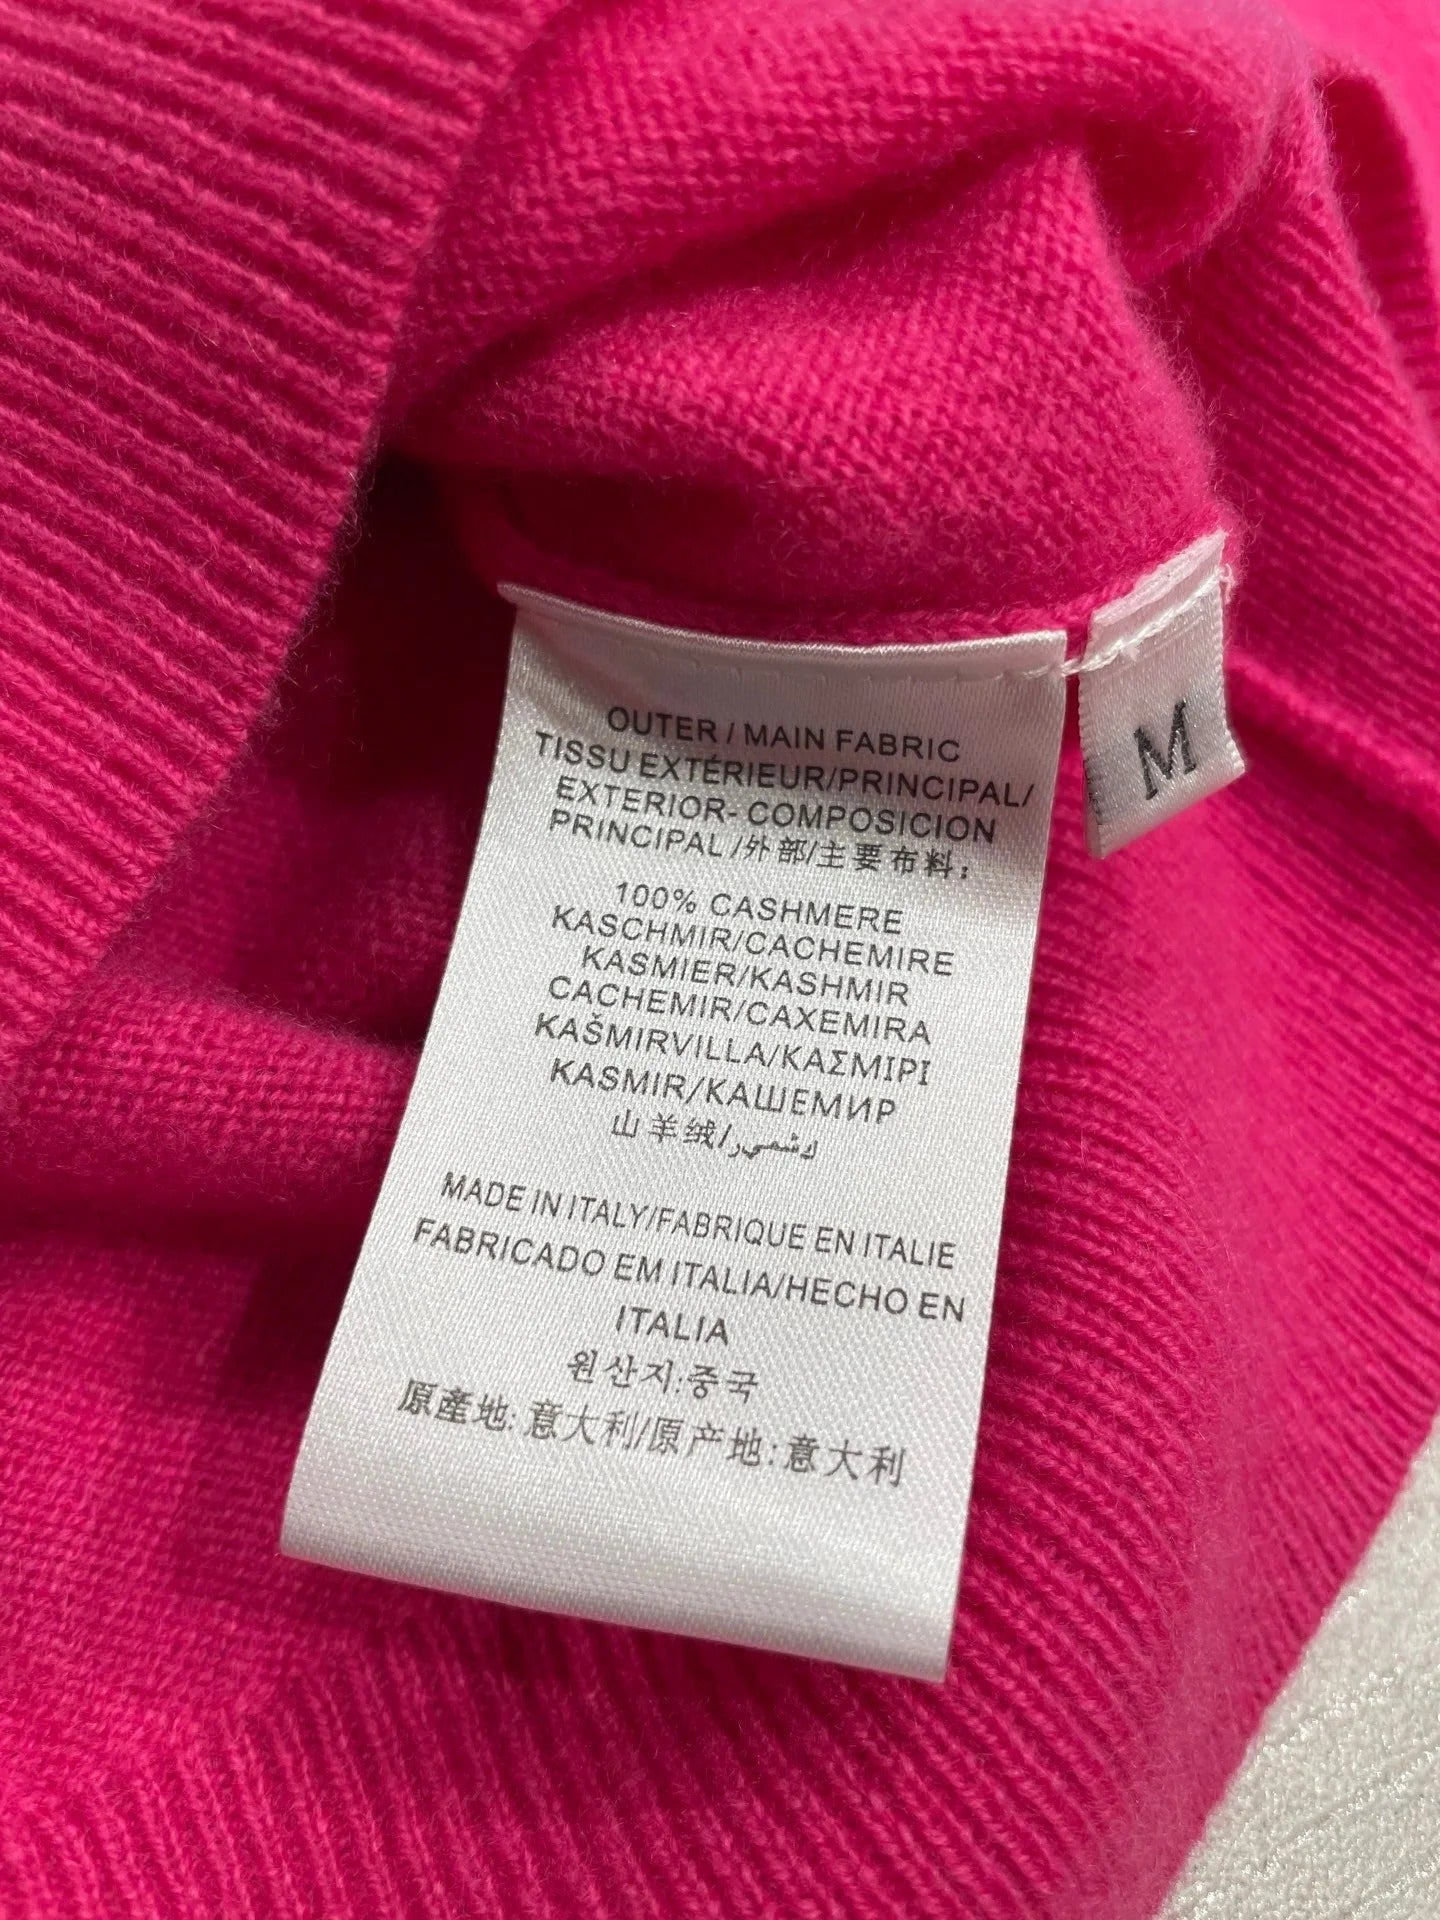 OUTER / MAIN FABRIC
TISSU EXTÉRIEUR/PRINCIPAL/
EXTERIOR- COMPOSICION
PRINCIPAL /外部/主要布料：
100% CASHMERE
KASCHMIR/CACHEMIRE
KASMIER/KASHMIR
CACHEMIR/CAXEMIRA
KAŠMIRVILLA/ΚΑΣΜΙΡΙ
KASMIR/КАШЕМИР
山羊绒/كشمير
MADE IN ITALY/FABRIQUE EN ITALIE
FABRICADO EM ITALIA/HECHO EN
ITALIA
원산지:중국
原產地: 意大利/原产地:意大利
M